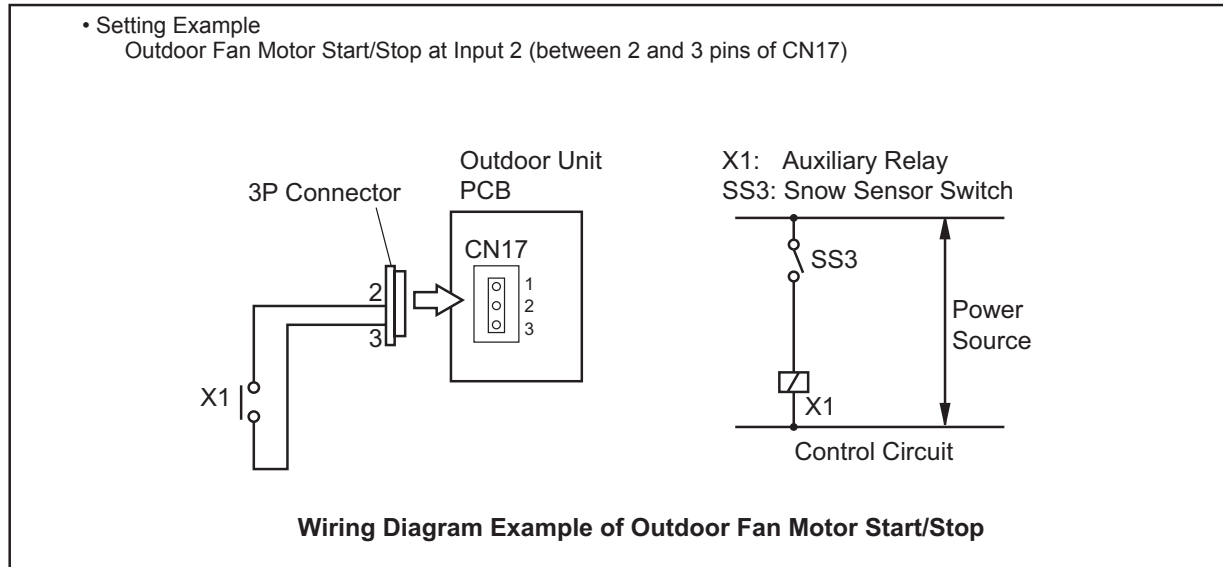 • Setting Example
Outdoor Fan Motor Start/Stop at Input 2 (between 2 and 3 pins of CN17)
3P Connector
Outdoor Unit
PCB
CN17
1
2
3
2
3
X1
X1: Auxiliary Relay
SS3: Snow Sensor Switch
SS3
Power
Source
X1
Control Circuit
Wiring Diagram Example of Outdoor Fan Motor Start/Stop